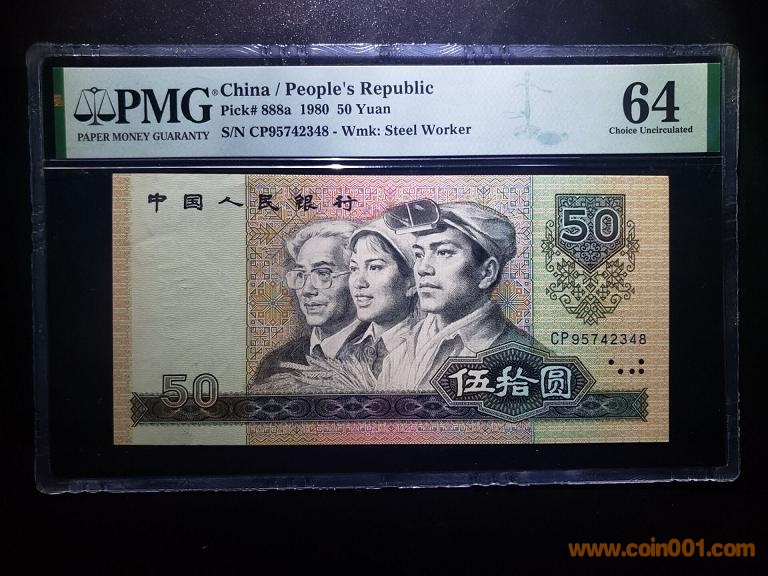 PMG®
PAPER MONEY GUARANTY
China / People's Republic
Pick# 888a 1980 50 Yuan
S/N CP95742348 - Wmk: Steel Worker
64
Choice Uncirculated
中国人民银行
50
CP95742348
50
伍拾圆
www.coin001.com